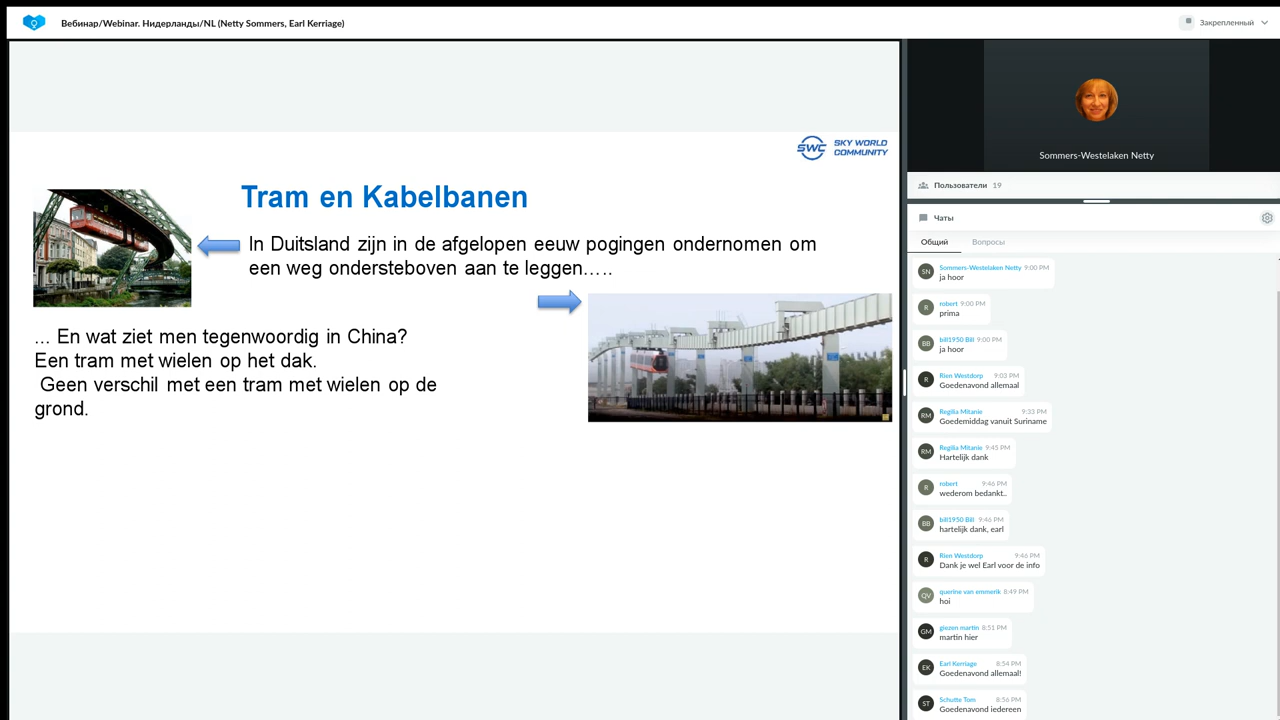 Вебинар/Webinar. Нидерланды/NL (Netty Sommers, Earl Kerriage)
Закрепленный
SWC SKY WORLD
COMMUNITY
Tram en Kabelbanen
In Duitsland zijn in de afgelopen eeuw pogingen ondernomen om
een weg ondersteboven aan te leggen…..
... En wat ziet men tegenwoordig in China?
Een tram met wielen op het dak.
Geen verschil met een tram met wielen op de
grond.
Sommers-Westelaken Netty
Пользователи 19
Чаты
Общий Вопросы
SN Sommers-Westelaken Netty 9:00 PM
ja hoor
R robert 9:00 PM
prima
BB bill1950 Bill 9:00 PM
ja hoor
R Rien Westdorp 9:03 PM
Goedenavond allemaal
RM Regilia Mitanie 9:33 PM
Goedemiddag vanuit Suriname
RM Regilia Mitanie 9:45 PM
Hartelijk dank
R robert 9:46 PM
wederom bedankt..
BB bill1950 Bill 9:46 PM
hartelijk dank, earl
R Rien Westdorp 9:46 PM
Dank je wel Earl voor de info
QV querine van emmerik 8:49 PM
hoi
GM giezen martin 8:51 PM
martin hier
EK Earl Kerriage 8:54 PM
Goedenavond allemaal!
ST Schutte Tom 8:56 PM
Goedenavond iedereen